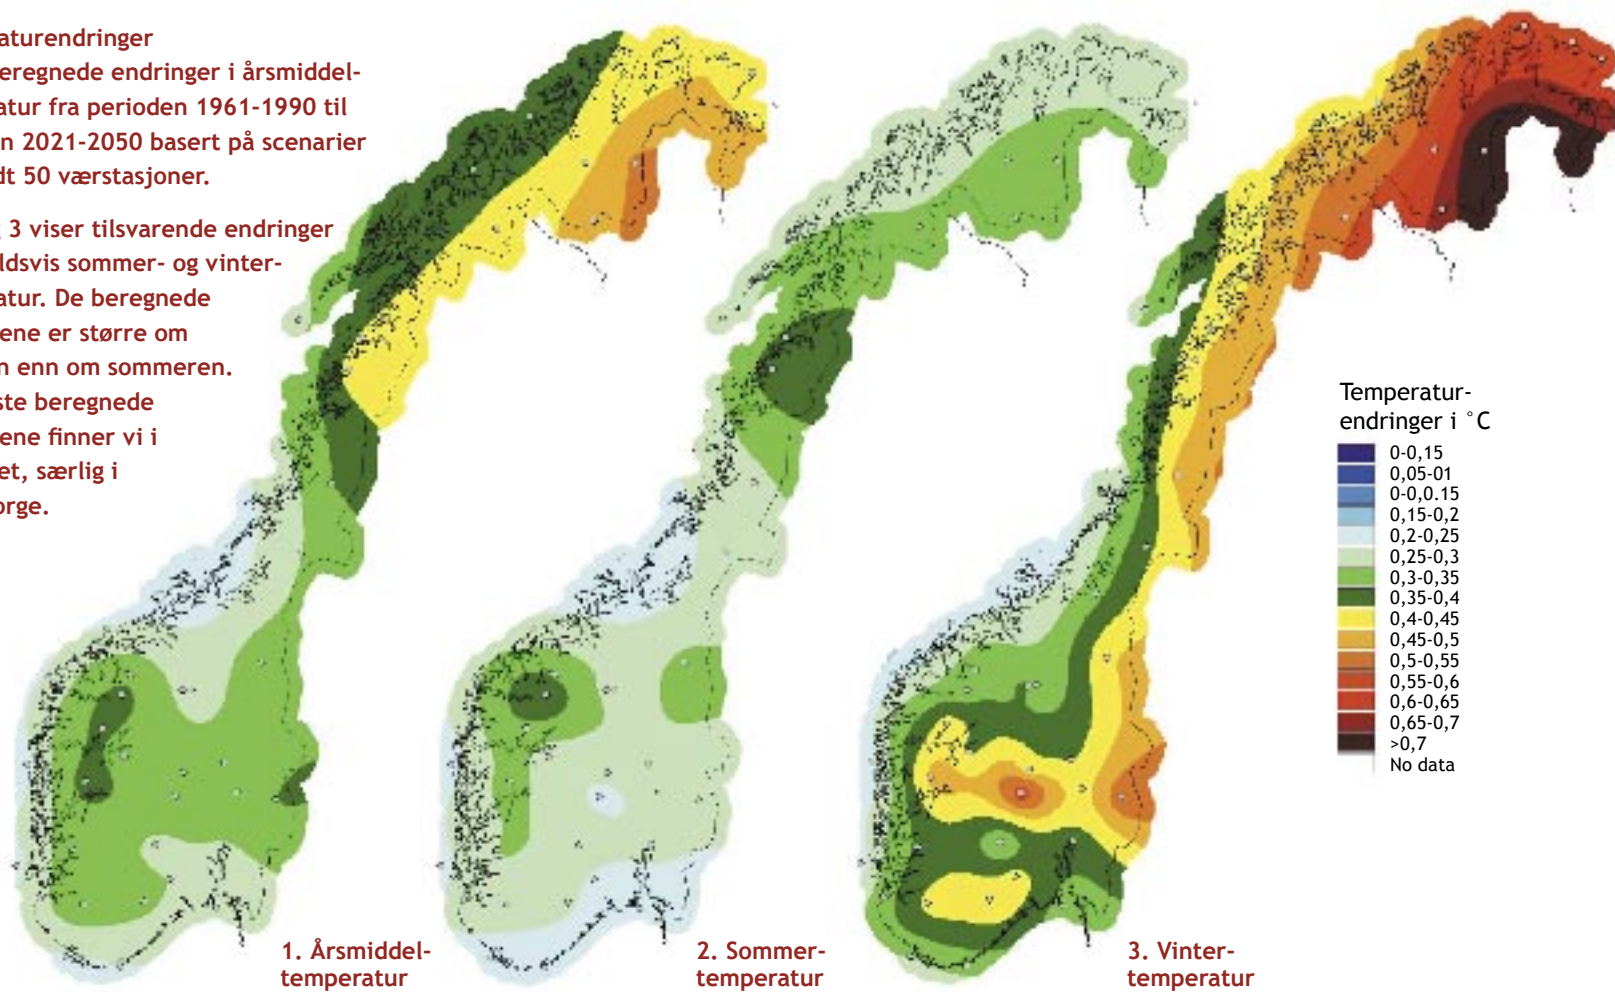 aturendringer
eregnede endringer i årsmiddel-
atur fra perioden 1961-1990 til
n 2021-2050 basert på scenarier
dt 50 værstasjoner.
3 viser tilsvarende endringer
ldsvis sommer- og vinter-
atur. De beregnede
ene er større om
n enn om sommeren.
ste beregnede
ene finner vi i
et, særlig i
orge.
1. Årsmiddel-
temperatur
2. Sommer-
temperatur
3. Vinter-
temperatur
Temperatur-
endringer i °C
0-0,15
0,05-01
0-0,0.15
0,15-0,2
0,2-0,25
0,25-0,3
0,3-0,35
0,35-0,4
0,4-0,45
0,45-0,5
0,5-0,55
0,55-0,6
0,6-0,65
0,65-0,7
>0,7
No data